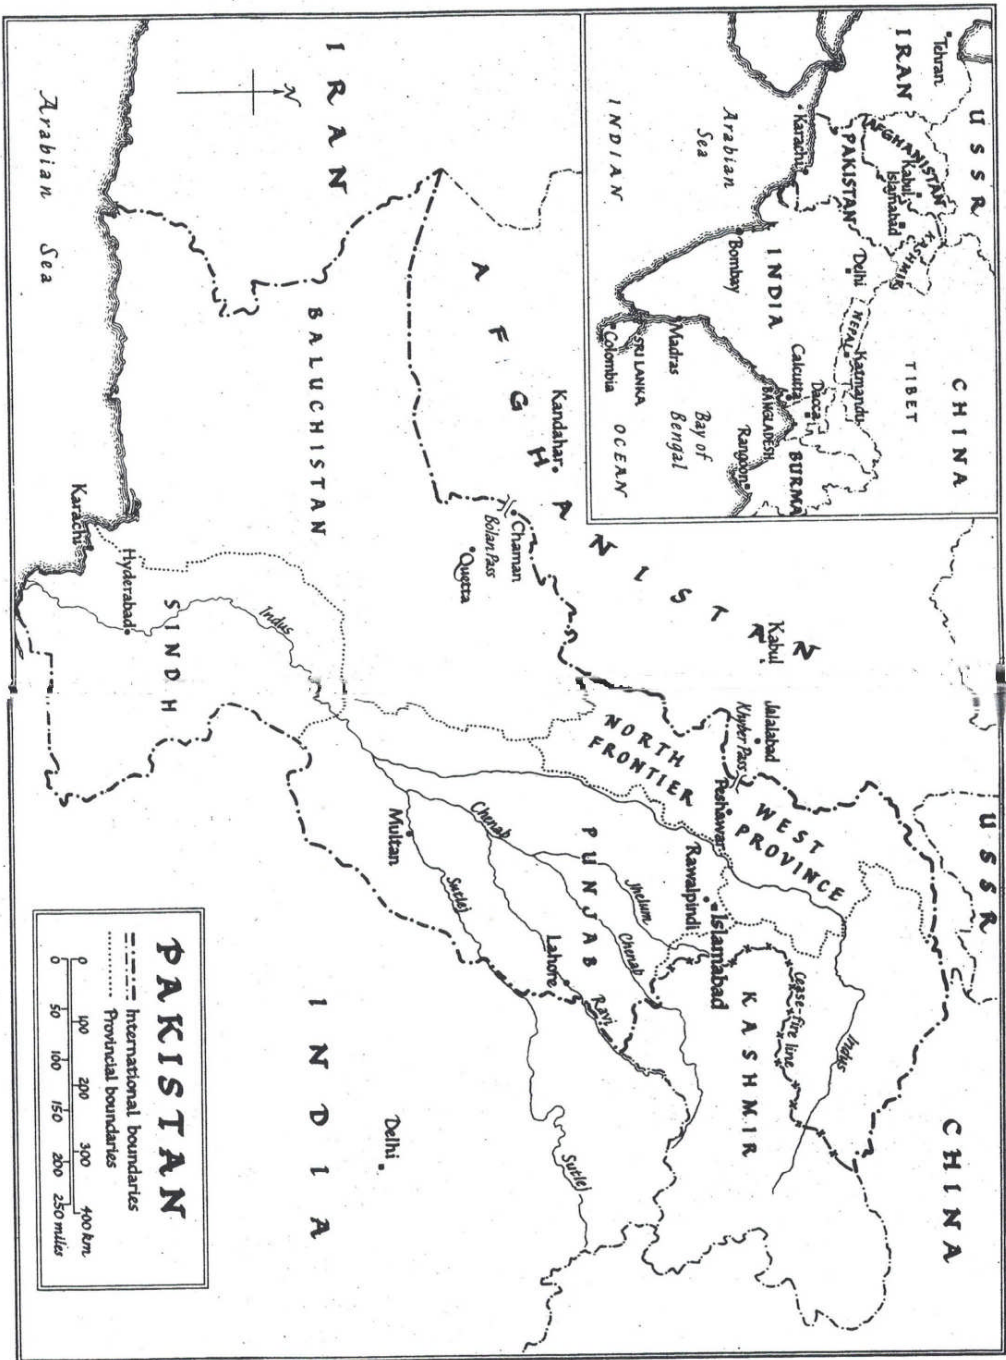 USSR
CHINA
Tehran
IRAN
AFGHANISTAN
Kabul
Islamabad
KASHMIR
TIBET
PAKISTAN
Delhi
NEPAL
Katmandu
Karachi
INDIA
Calcutta
Dacca
BANGLADESH
BURMA
Arabian
Sea
Bombay
Madras
Bay of
Bengal
Rangoon
SRI LANKA
Colombia
INDIAN
OCEAN
USSR
CHINA
AFGHANISTAN
Kabul
Jalalabad
Khyber Pass
Peshawar
NORTH WEST
FRONTIER PROVINCE
Indus
Cease-fire line
KASHMIR
Islamabad
Rawalpindi
Kandahar
Jhelum
Chenab
PUNJAB
Chenab
Lahore
Ravi
Chaman
Bolan Pass
Quetta
Multan
Sutlej
Sutlej
IRAN
N
BALUCHISTAN
Indus
Delhi
INDIA
SINDH
Hyderabad
Karachi
Arabian Sea
PAKISTAN
International boundaries
Provincial boundaries
0 100 200 300 400 km
0 50 100 150 200 250 miles